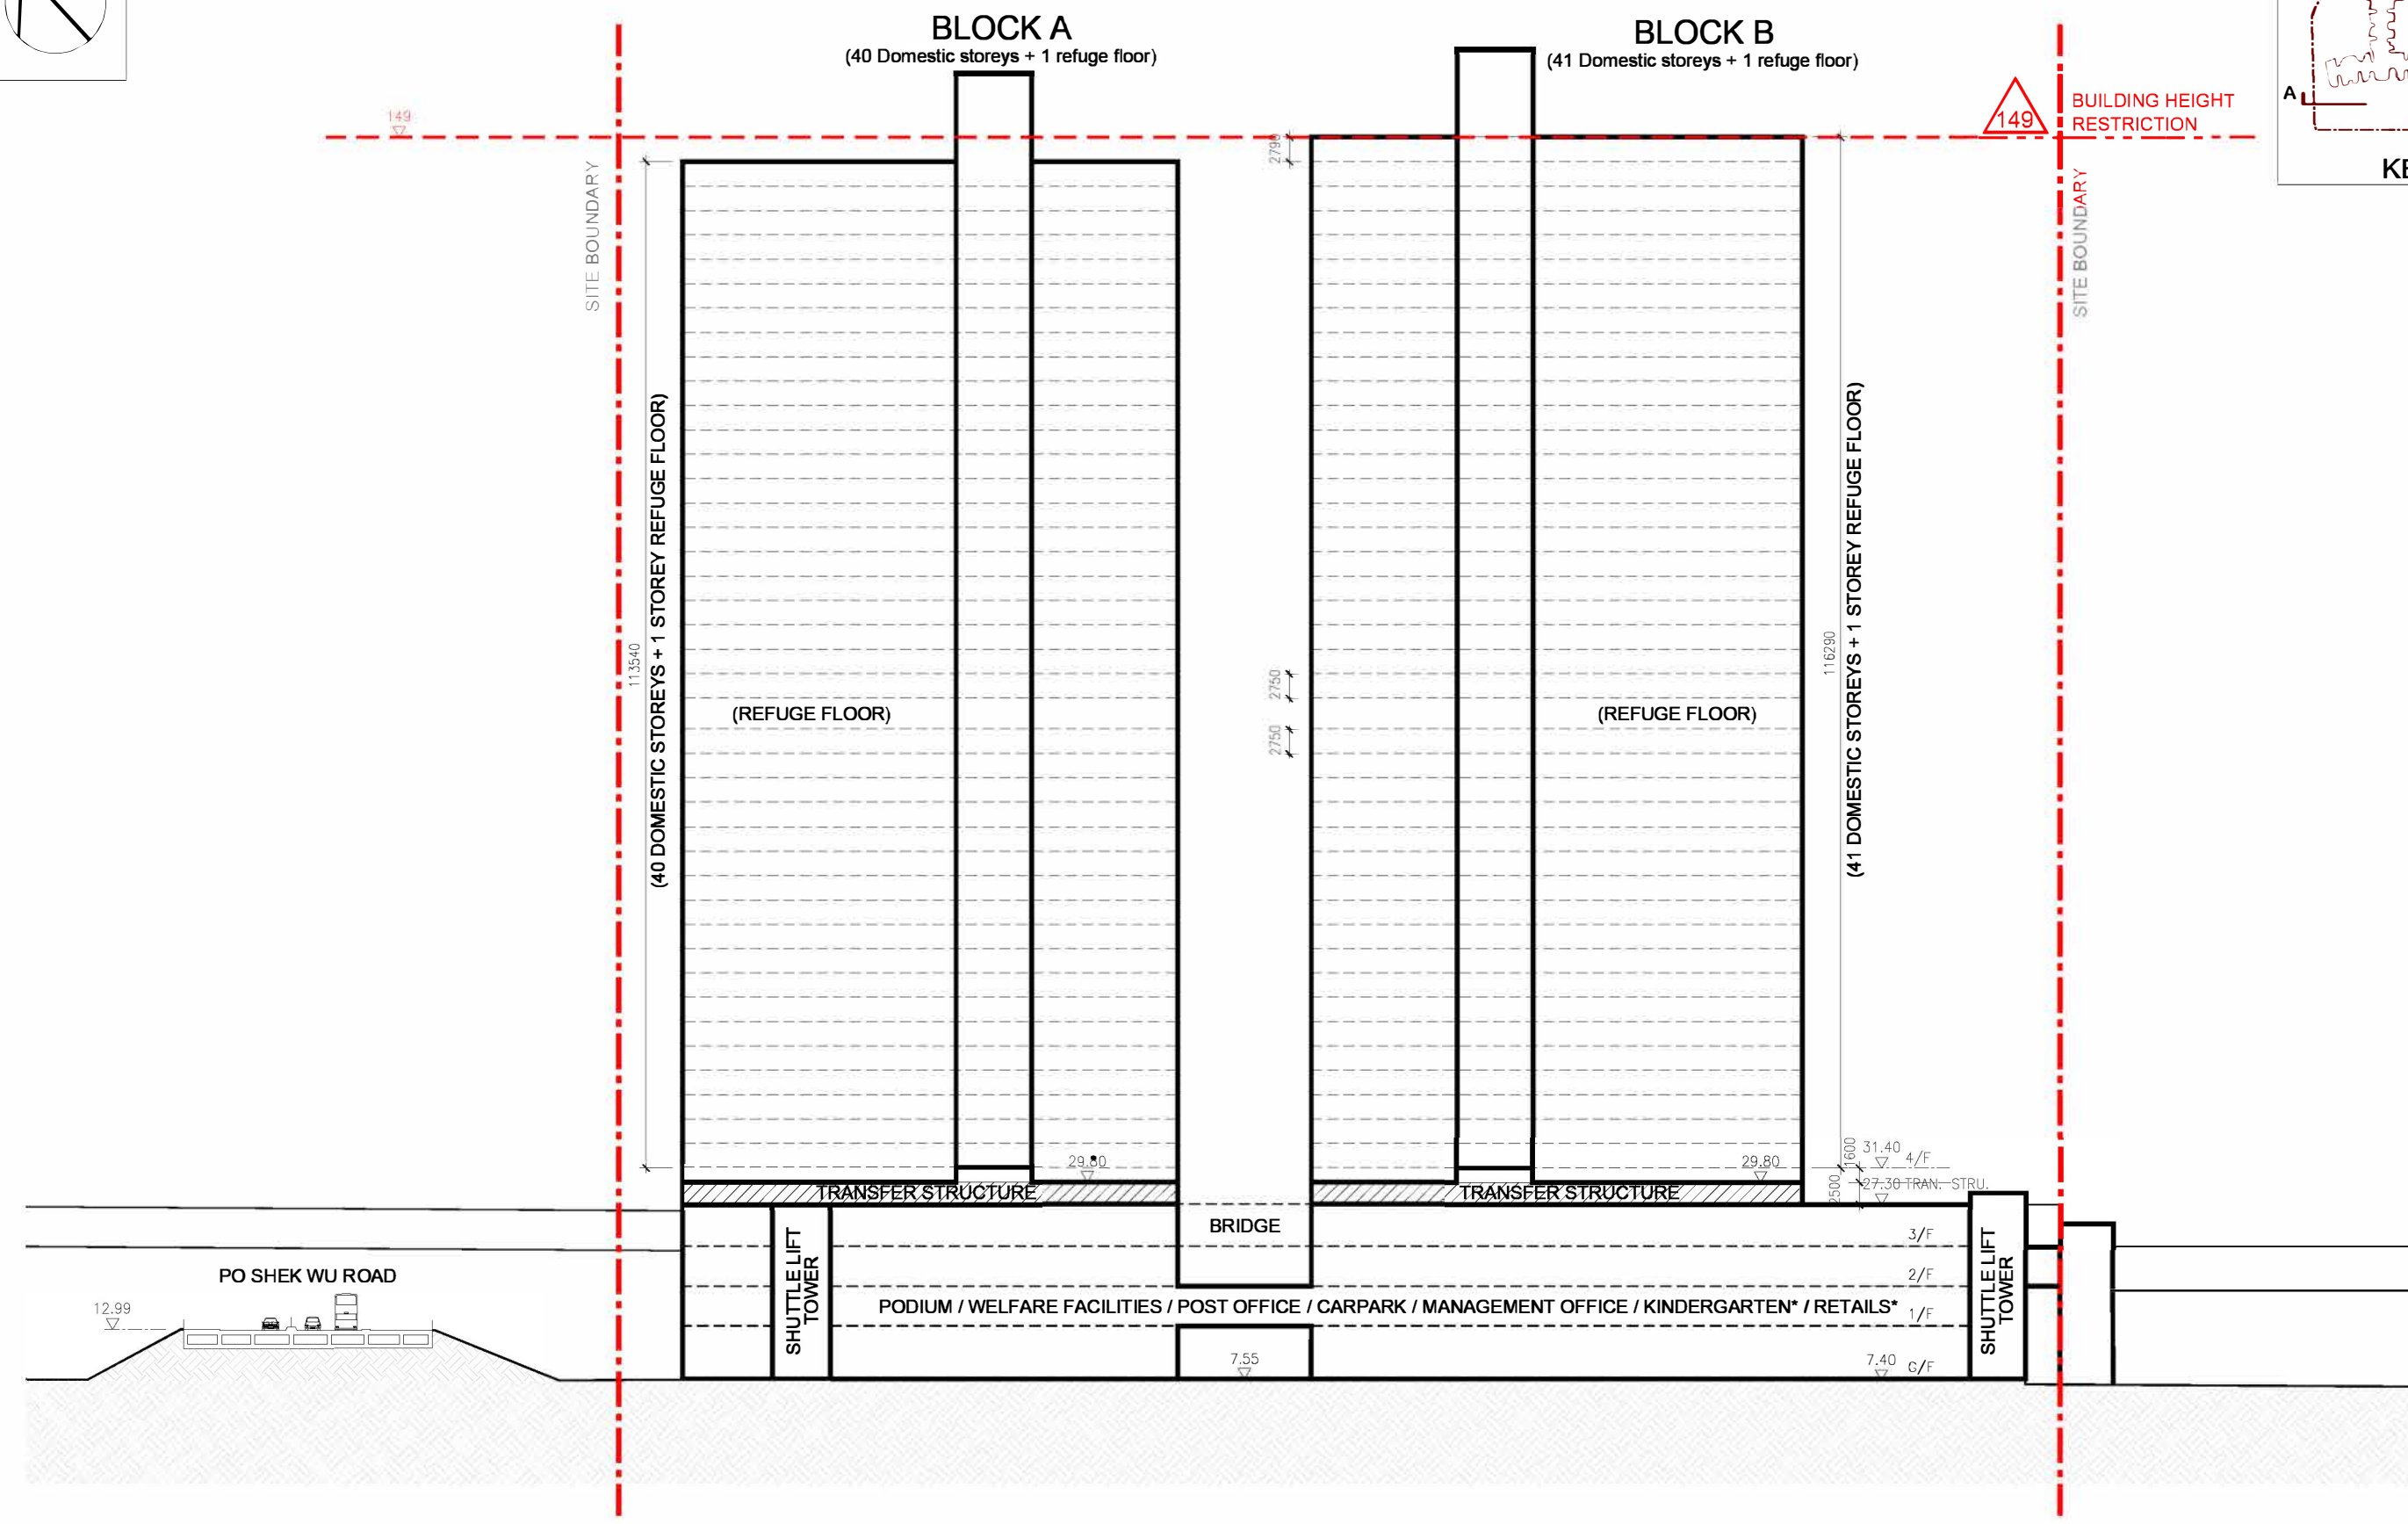 BLOCK A
(40 Domestic storeys + 1 refuge floor)
BLOCK B
(41 Domestic storeys + 1 refuge floor)
149
149
BUILDING HEIGHT
RESTRICTION
A
SITE BOUNDARY
SITE BOUNDARY
113540
(40 DOMESTIC STOREYS + 1 STOREY REFUGE FLOOR)
2750
2750
116290
(41 DOMESTIC STOREYS + 1 STOREY REFUGE FLOOR)
(REFUGE FLOOR)
(REFUGE FLOOR)
29.80
29.80
1600
31.40 4/F
2500
27.30 TRAN. STRU.
TRANSFER STRUCTURE
TRANSFER STRUCTURE
BRIDGE
3/F
2/F
1/F
SHUTTLE LIFT
TOWER
SHUTTLE LIFT
TOWER
PO SHEK WU ROAD
12.99
PODIUM / WELFARE FACILITIES / POST OFFICE / CARPARK / MANAGEMENT OFFICE / KINDERGARTEN* / RETAILS*
7.55
7.40 G/F